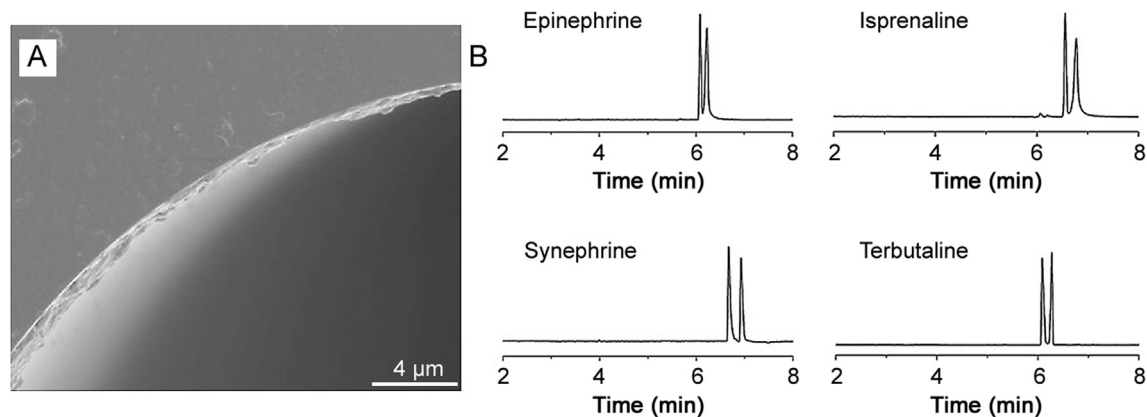 A
4 μm
B
Epinephrine
2 4 6 8
Time (min)
Isprenaline
2 4 6 8
Time (min)
Synephrine
2 4 6 8
Time (min)
Terbutaline
2 4 6 8
Time (min)